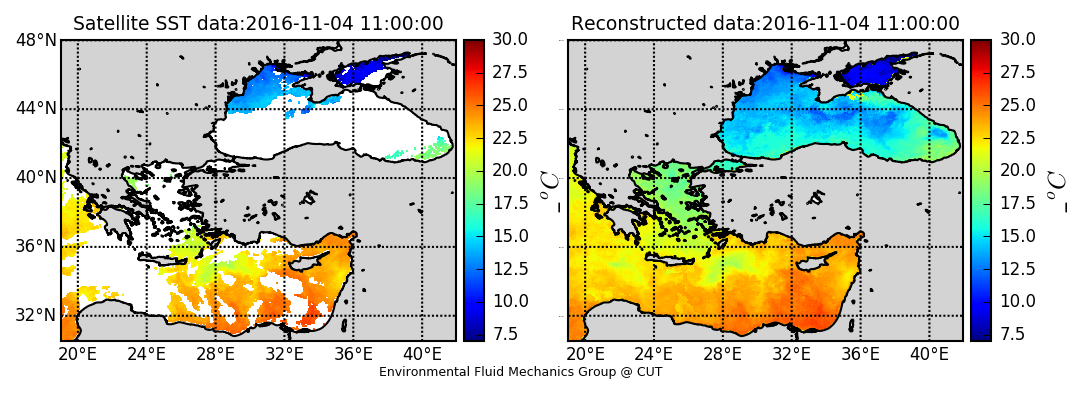 Satellite SST data:2016-11-04 11:00:00
48°N
44°N
40°N
36°N
32°N
20°E 24°E 28°E 32°E 36°E 40°E
30.0
27.5
25.0
22.5
20.0
17.5
15.0
12.5
10.0
7.5
_°C
Reconstructed data:2016-11-04 11:00:00
20°E 24°E 28°E 32°E 36°E 40°E
30.0
27.5
25.0
22.5
20.0
17.5
15.0
12.5
10.0
7.5
_°C
Environmental Fluid Mechanics Group @ CUT